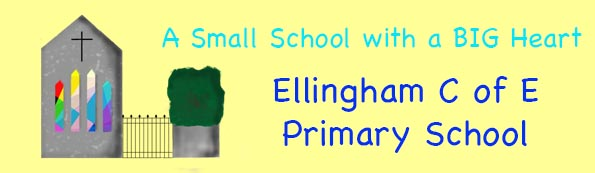 A Small School with a BIG Heart
Ellingham C of E
Primary School